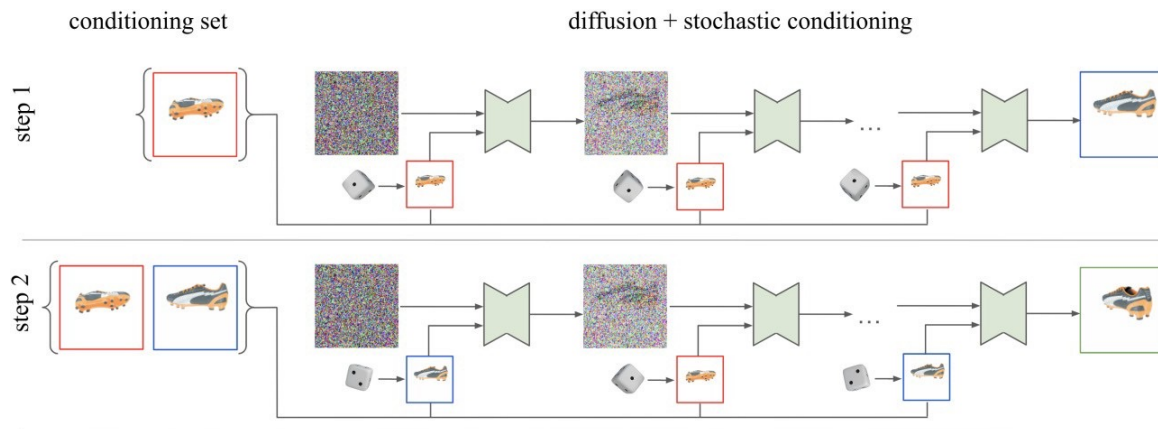 conditioning set
diffusion + stochastic conditioning
step 1
...
step 2
...